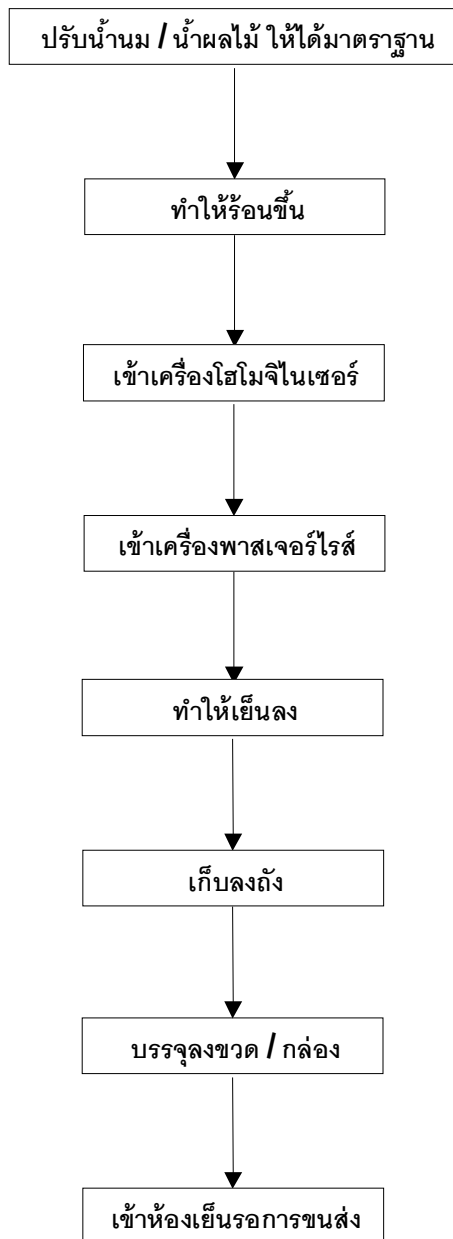 ปรับน้ำนม / น้ำผลไม้ ให้ได้มาตราฐาน
ทำให้ร้อนขึ้น
เข้าเครื่องโฮโมจิไนเซอร์
เข้าเครื่องพาสเจอร์ไรส์
ทำให้เย็นลง
เก็บลงถัง
บรรจุลงขวด / กล่อง
เข้าห้องเย็นรอการขนส่ง